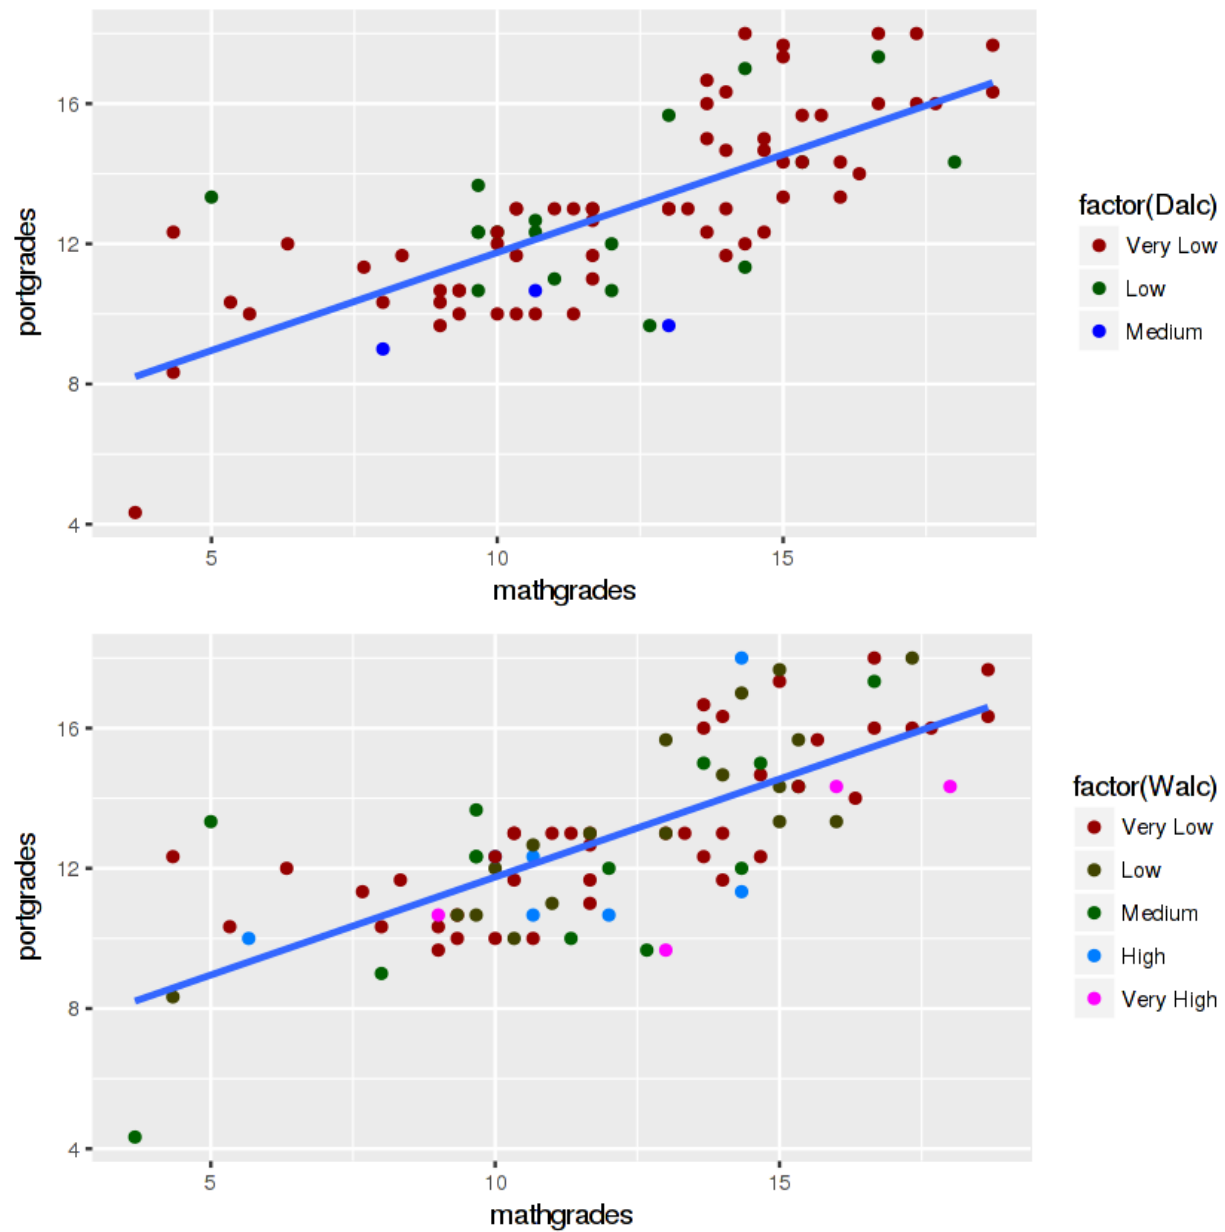 16
12
8
4
portgrades
5 10 15
mathgrades
factor(Dalc)
Very Low
Low
Medium
16
12
8
4
portgrades
5 10 15
mathgrades
factor(Walc)
Very Low
Low
Medium
High
Very High